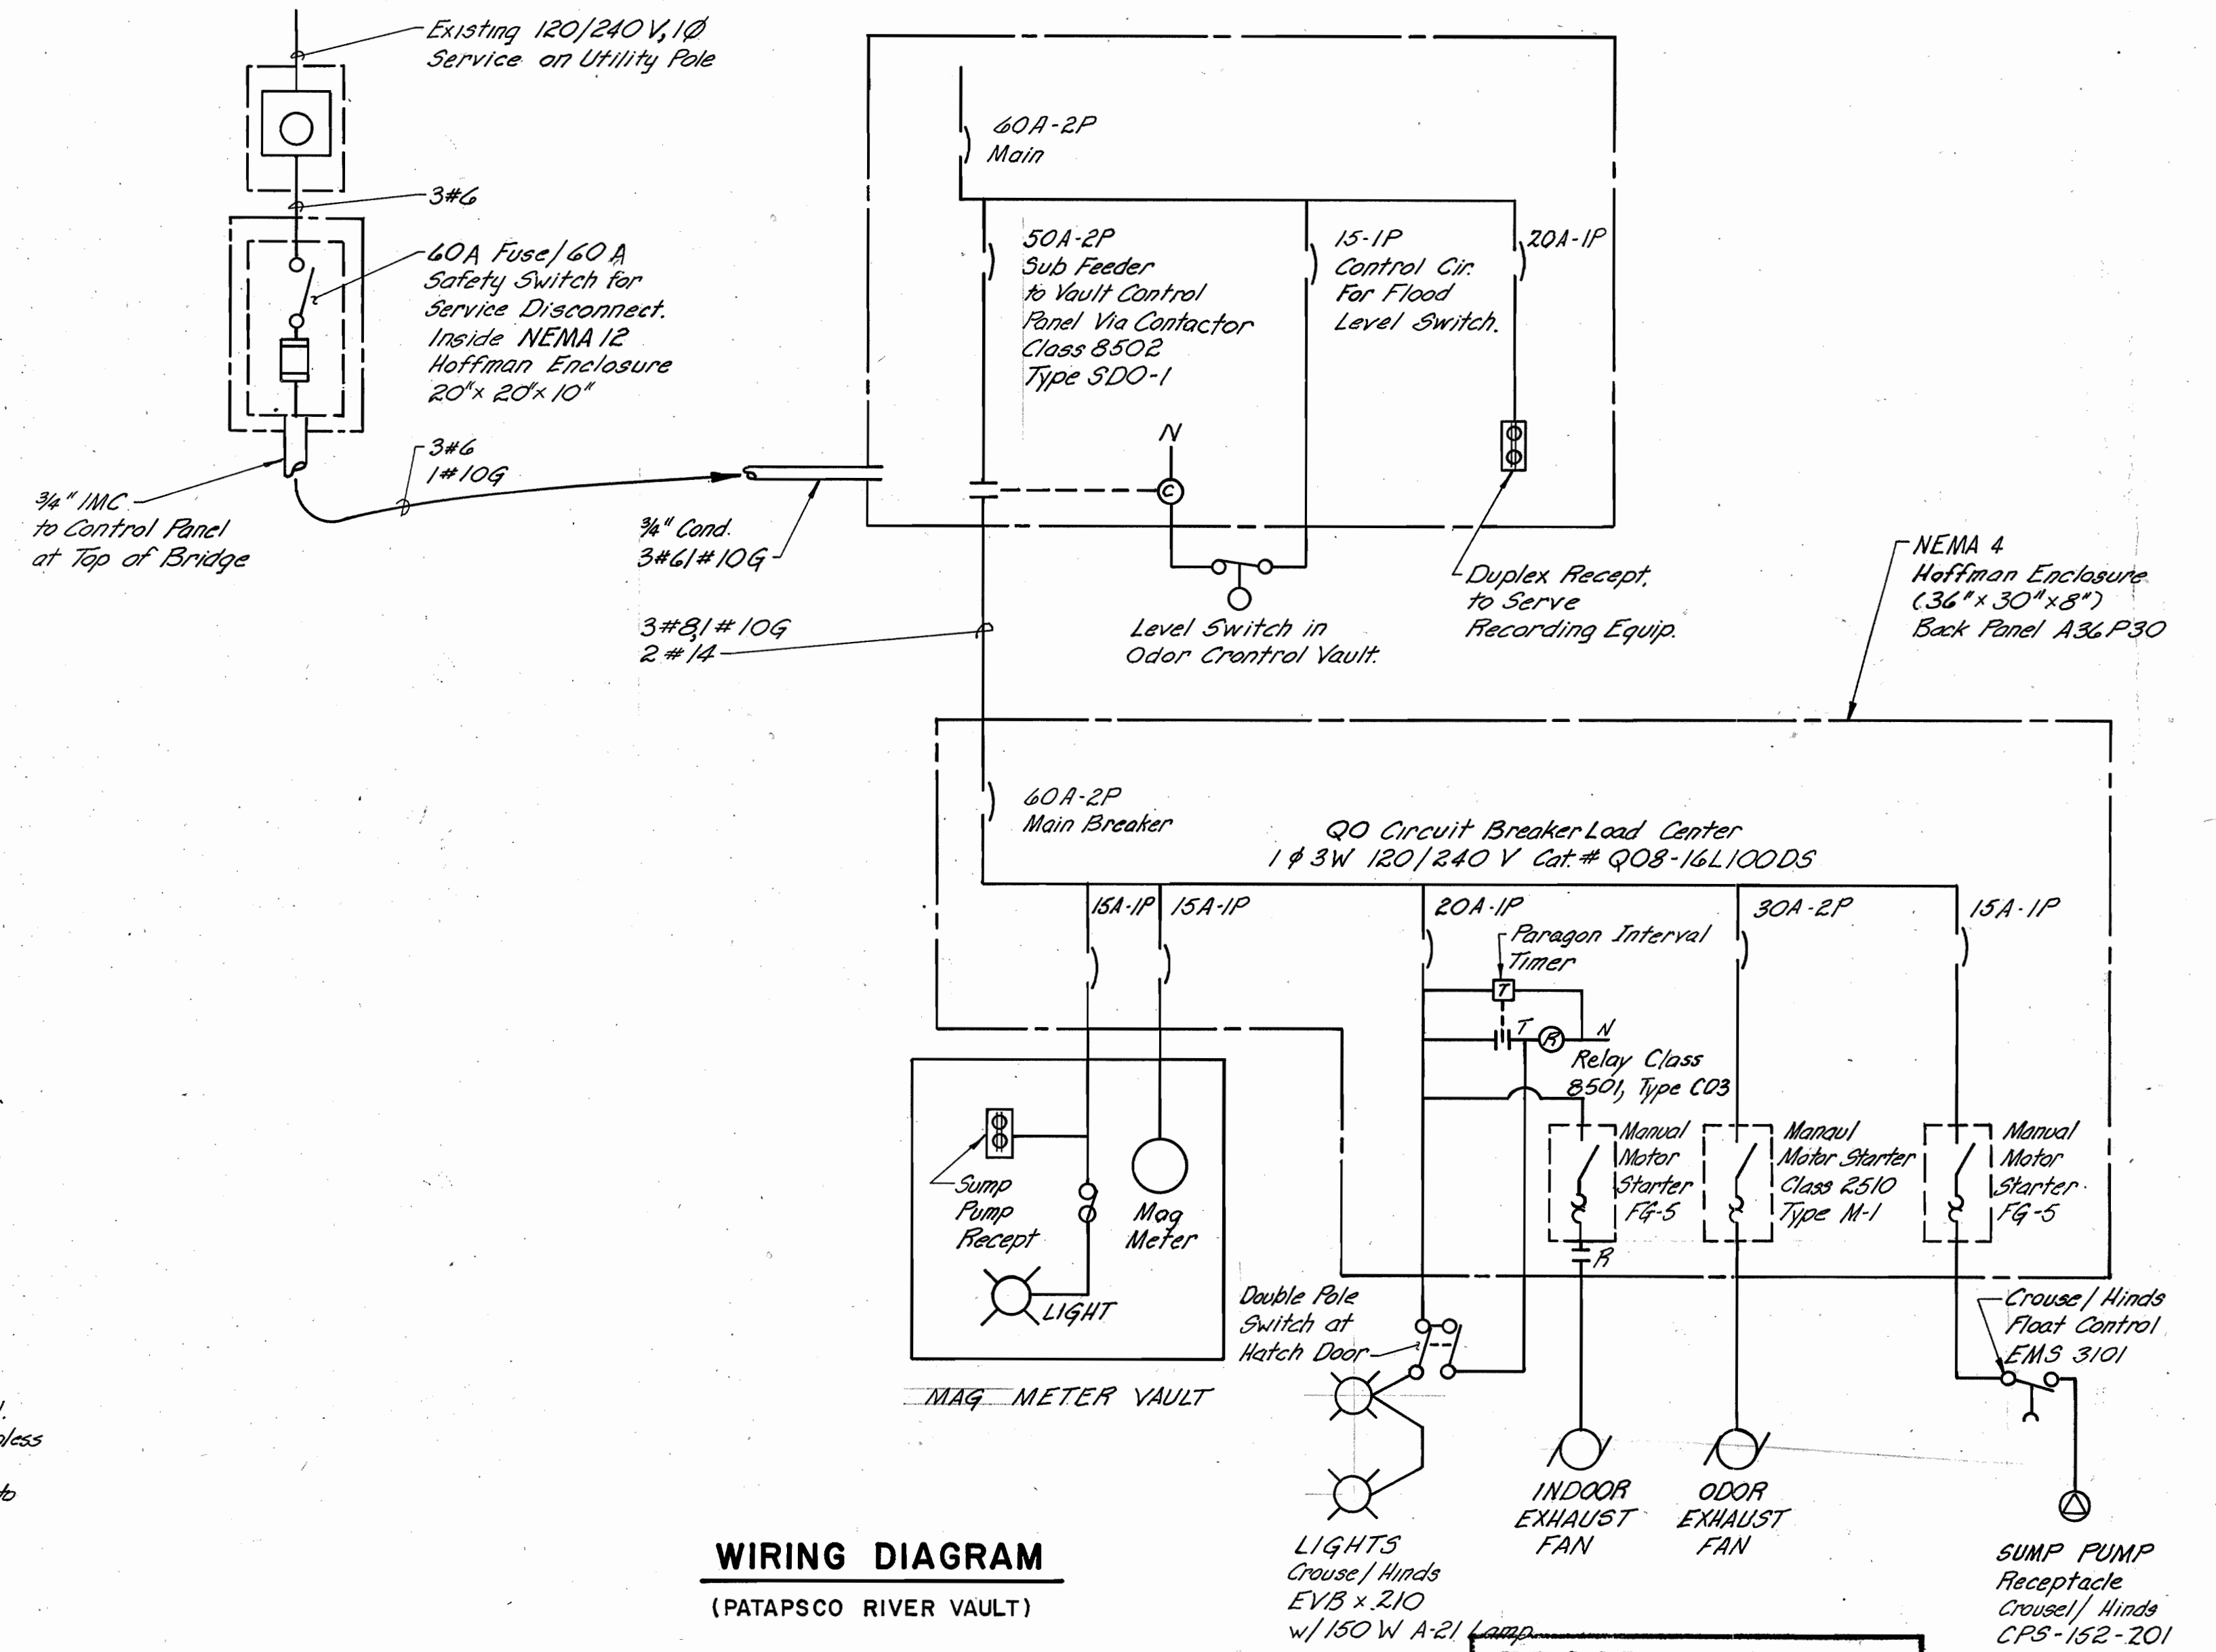 Existing 120/240 V, 1Ø
Service on Utility Pole
3#6
60A Fuse/60 A
Safety Switch for
Service Disconnect.
Inside NEMA 12
Hoffman Enclosure
20"x 20"x 10"
3#6
1#10G
¾" IMC
to Control Panel
at Top of Bridge
60A-2P
Main
50A-2P
Sub Feeder
to Vault Control
Panel Via Contactor
Class 8502
Type SDO-1
15-1P
Control Cir.
For Flood
Level Switch.
20A-1P
N
C
¾" Cond.
3#6 1#10G
3#8, 1#10G
2#14
Level Switch in
Odor Crontrol Vault.
Duplex Recept.
to Serve
Recording Equip.
NEMA 4
Hoffman Enclosure
(36"x 30"x8")
Back Panel A36P30
60A-2P
Main Breaker
QO Circuit Breaker Load Center
1 ϕ 3W 120/240 V Cat.# QO8-16L100DS
15A-1P
15A-1P
20A-1P
30A-2P
15A-1P
Paragon Interval
Timer
T
T
R
N
Relay Class
8501, Type CO3
Manual
Motor
Starter
FG-5
Manaul
Motor Starter
Class 2510
Type M-1
Manual
Motor
Starter
FG-5
R
Sump
Pump
Recept
Mag
Meter
LIGHT
MAG METER VAULT
Double Pole
Switch at
Hatch Door
Crouse/Hinds
Float Control
EMS 3101
LIGHTS
Crouse/Hinds
EVB x 210
w/150 W A-21 Lamp
INDOOR
EXHAUST
FAN
ODOR
EXHAUST
FAN
SUMP PUMP
Receptacle
Crousel/Hinds
CPS-152-201
WIRING DIAGRAM
(PATAPSCO RIVER VAULT)
to